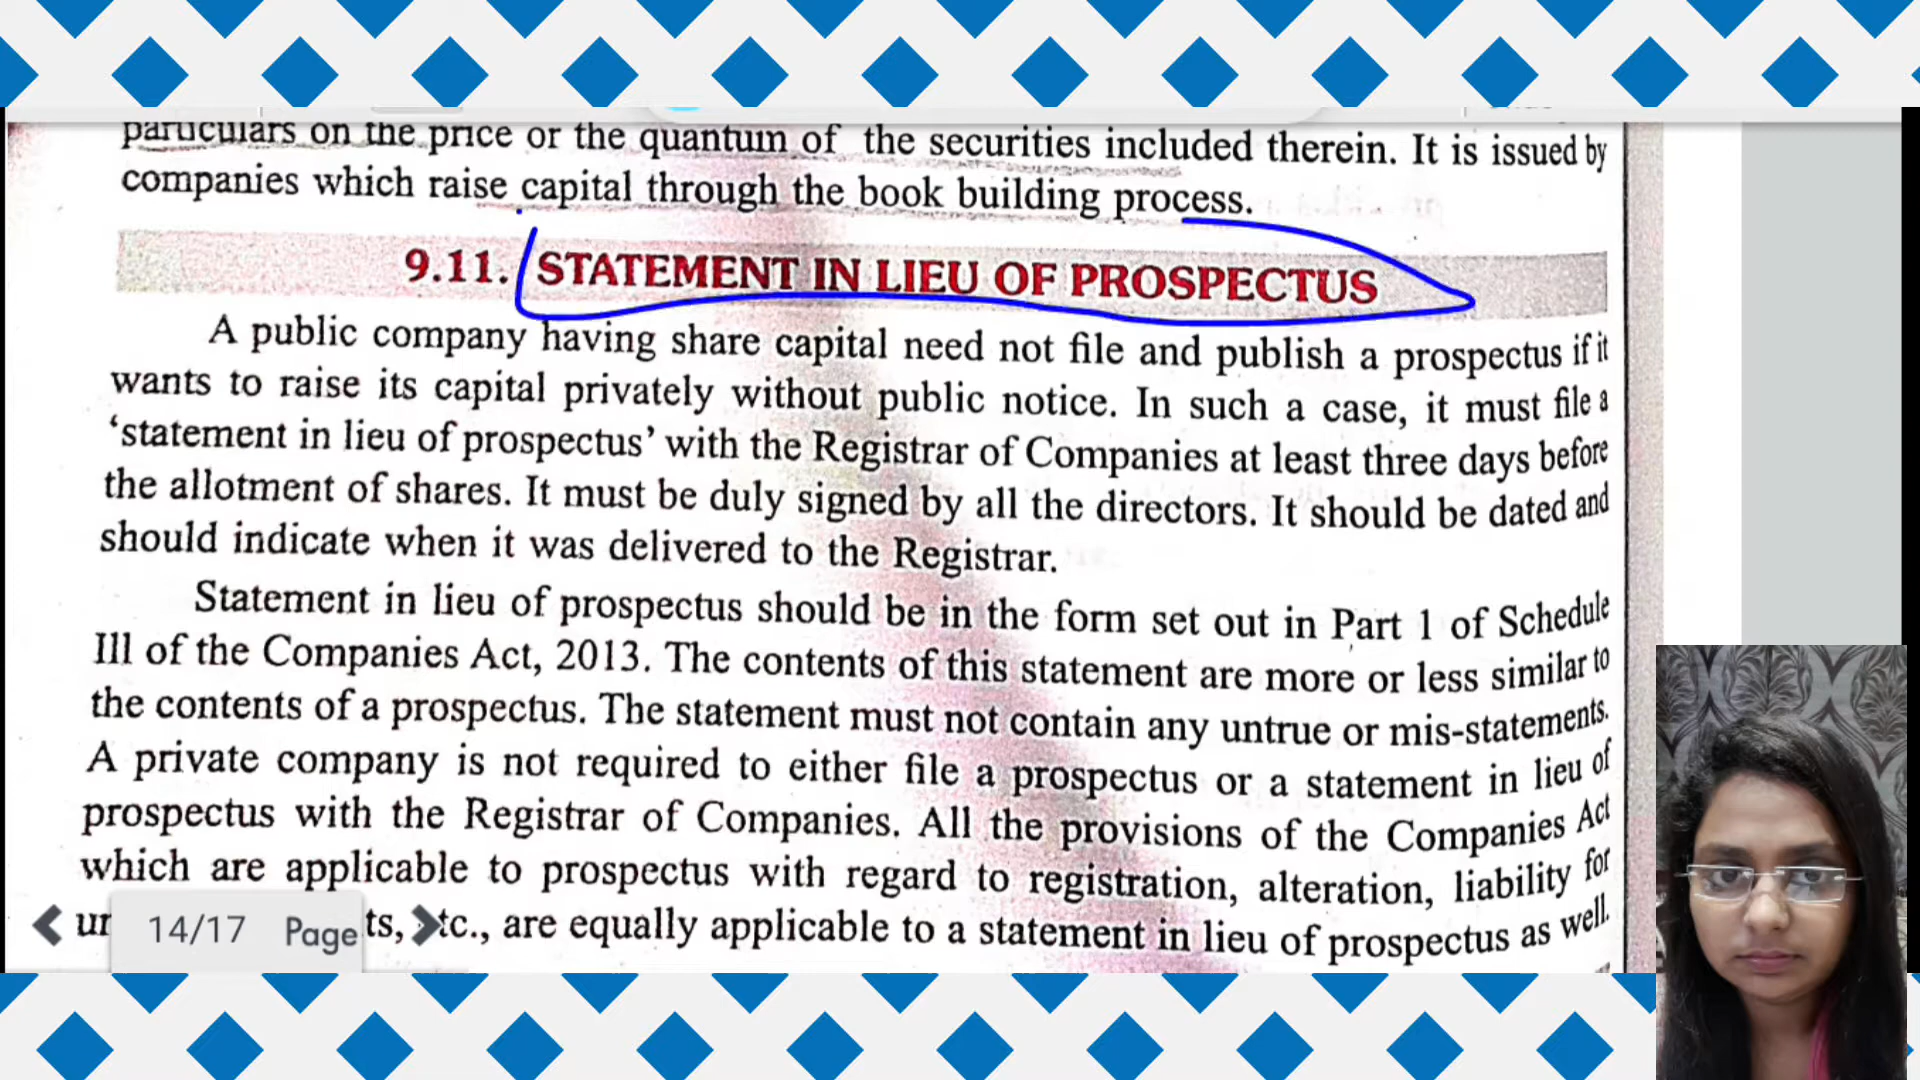 particulars on the price or the quantum of the securities included therein. It is issued by
companies which raise capital through the book building process.
9.11. STATEMENT IN LIEU OF PROSPECTUS
A public company having share capital need not file and publish a prospectus if it
wants to raise its capital privately without public notice. In such a case, it must file a
‘statement in lieu of prospectus’ with the Registrar of Companies at least three days before
the allotment of shares. It must be duly signed by all the directors. It should be dated and
should indicate when it was delivered to the Registrar.
Statement in lieu of prospectus should be in the form set out in Part 1 of Schedule
Ill of the Companies Act, 2013. The contents of this statement are more or less similar to
the contents of a prospectus. The statement must not contain any untrue or mis-statements.
A private company is not required to either file a prospectus or a statement in lieu of
prospectus with the Registrar of Companies. All the provisions of the Companies Act
which are applicable to prospectus with regard to registration, alteration, liability for
are equally applicable to a statement in lieu of prospectus as well.
14/17 Page